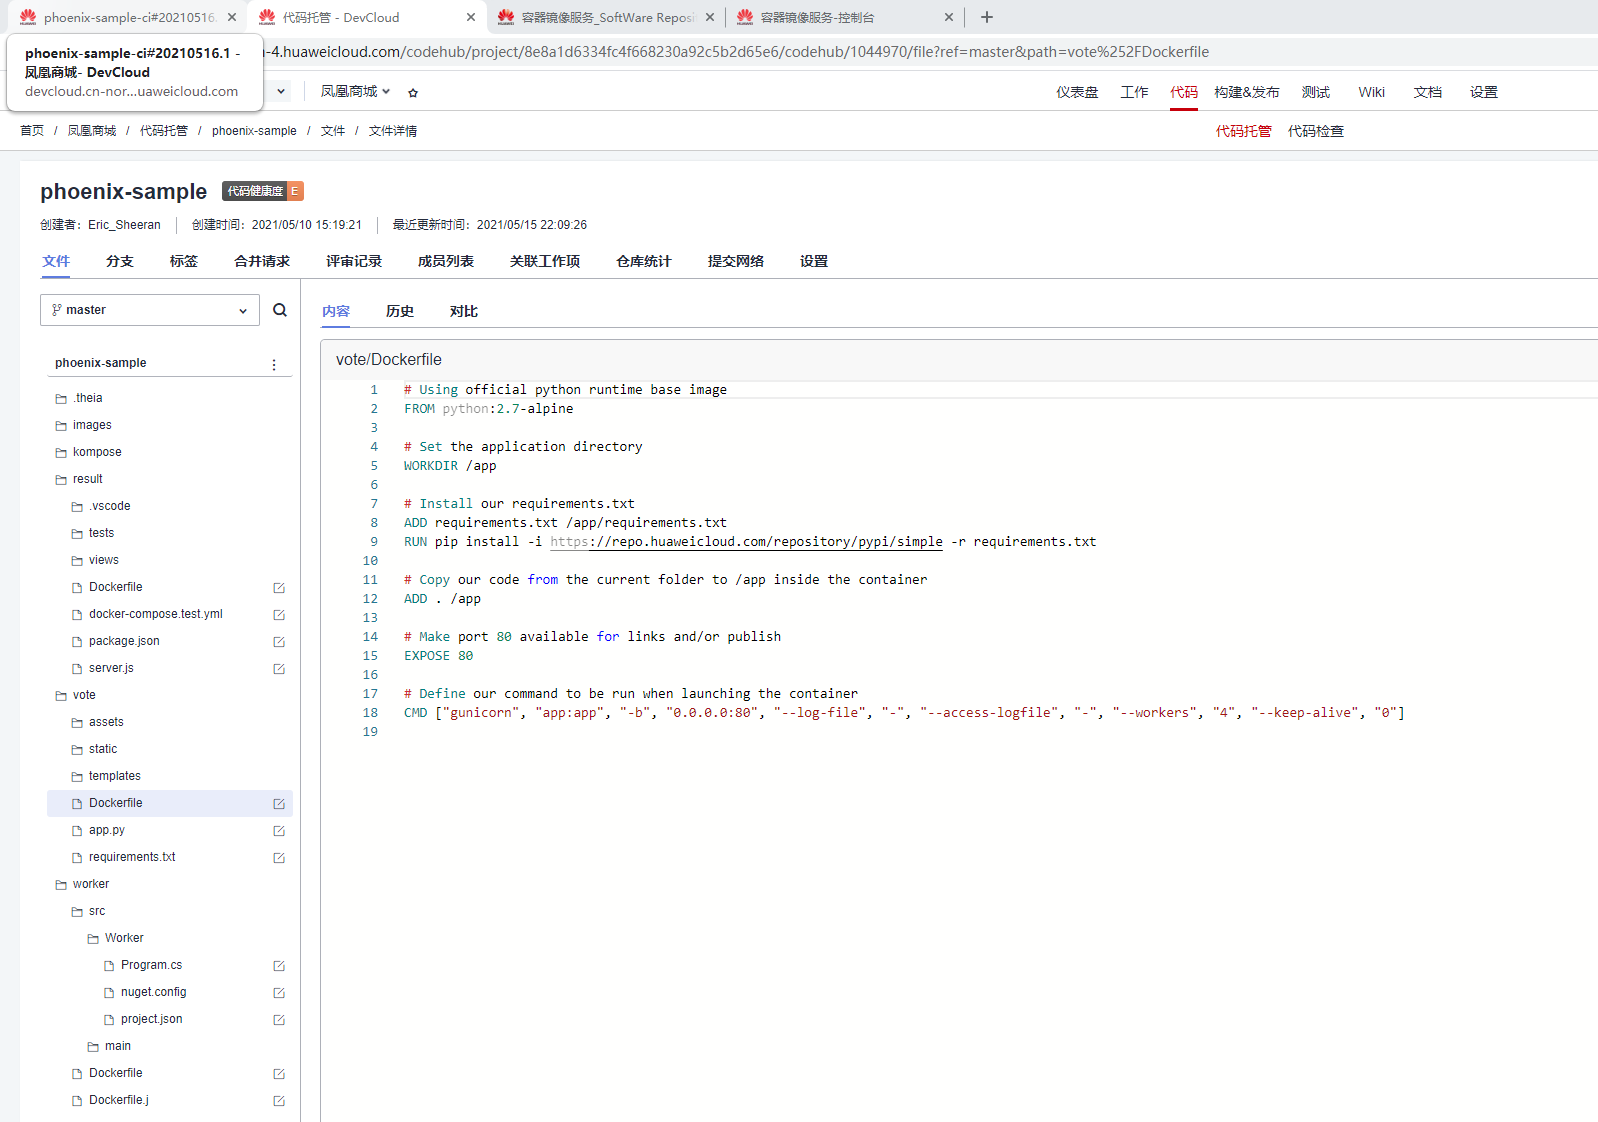 phoenix-sample-ci#20210516.
代码托管 - DevCloud
容器镜像服务_SoftWare Reposi
容器镜像服务-控制台
phoenix-sample-ci#20210516.1 -
凤凰商城- DevCloud
devcloud.cn-nor...uaweicloud.com
-4.huaweicloud.com/codehub/project/8e8a1d6334fc4f668230a92c5b2d65e6/codehub/1044970/file?ref=master&path=vote%252FDockerfile
凤凰商城
仪表盘 工作 代码 构建&发布 测试 Wiki 文档 设置
首页 / 凤凰商城 / 代码托管 / phoenix-sample / 文件 / 文件详情
代码托管 代码检查
phoenix-sample 代码健康度 E
创建者：Eric_Sheeran 创建时间：2021/05/10 15:19:21 最近更新时间：2021/05/15 22:09:26
文件 分支 标签 合并请求 评审记录 成员列表 关联工作项 仓库统计 提交网络 设置
master
phoenix-sample
.theia
images
kompose
result
.vscode
tests
views
Dockerfile
docker-compose.test.yml
package.json
server.js
vote
assets
static
templates
Dockerfile
app.py
requirements.txt
worker
src
Worker
Program.cs
nuget.config
project.json
main
Dockerfile
Dockerfile.j
内容 历史 对比
vote/Dockerfile
1 # Using official python runtime base image
2 FROM python:2.7-alpine
3
4 # Set the application directory
5 WORKDIR /app
6
7 # Install our requirements.txt
8 ADD requirements.txt /app/requirements.txt
9 RUN pip install -i https://repo.huaweicloud.com/repository/pypi/simple -r requirements.txt
10
11 # Copy our code from the current folder to /app inside the container
12 ADD . /app
13
14 # Make port 80 available for links and/or publish
15 EXPOSE 80
16
17 # Define our command to be run when launching the container
18 CMD ["gunicorn", "app:app", "-b", "0.0.0.0:80", "--log-file", "-", "--access-logfile", "-", "--workers", "4", "--keep-alive", "0"]
19